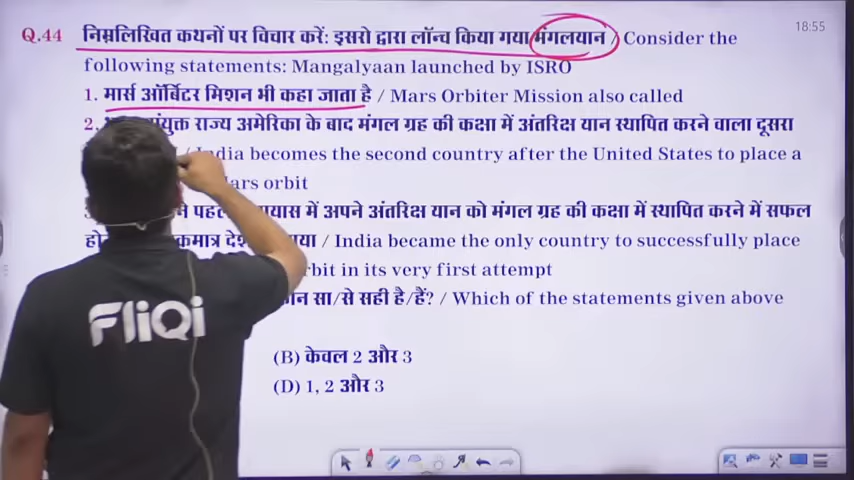 Q.44 निम्नलिखित कथनों पर विचार करें: इसरो द्वारा लॉन्च किया गया मंगलयान / Consider the
18:55
following statements: Mangalyaan launched by ISRO
1. मार्स ऑर्बिटर मिशन भी कहा जाता है / Mars Orbiter Mission also called
2. राज्य अमेरिका के बाद मंगल ग्रह की कक्षा में अंतरिक्ष यान स्थापित करने वाला दूसरा
/ India becomes the second country after the United States to place a
orbit
में अपने अंतरिक्ष यान को मंगल ग्रह की कक्षा में स्थापित करने में सफल
/ India became the only country to successfully place
in its very first attempt
सा/से सही है/हैं? / Which of the statements given above
(B) केवल 2 और 3
(D) 1, 2 और 3
FliQi